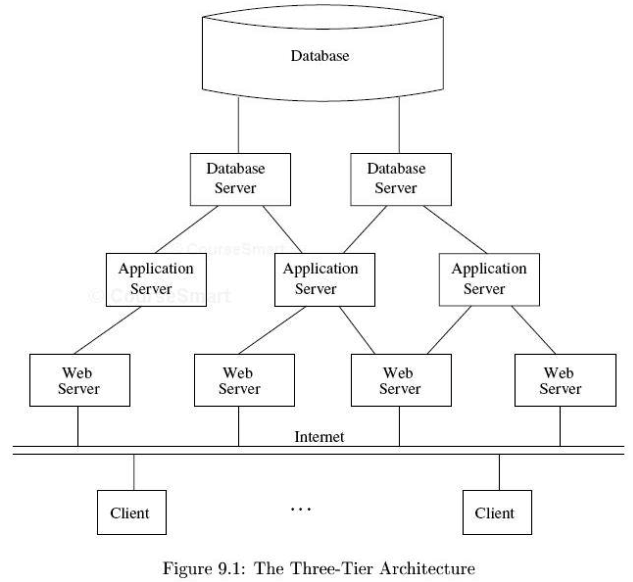 Database
Database
Server
Database
Server
CourseSmart
Application
Server
Application
Server
Application
Server
© CourseSmart
Web
Server
Web
Server
Web
Server
Web
Server
Internet
Client
...
Client
Figure 9.1: The Three-Tier Architecture